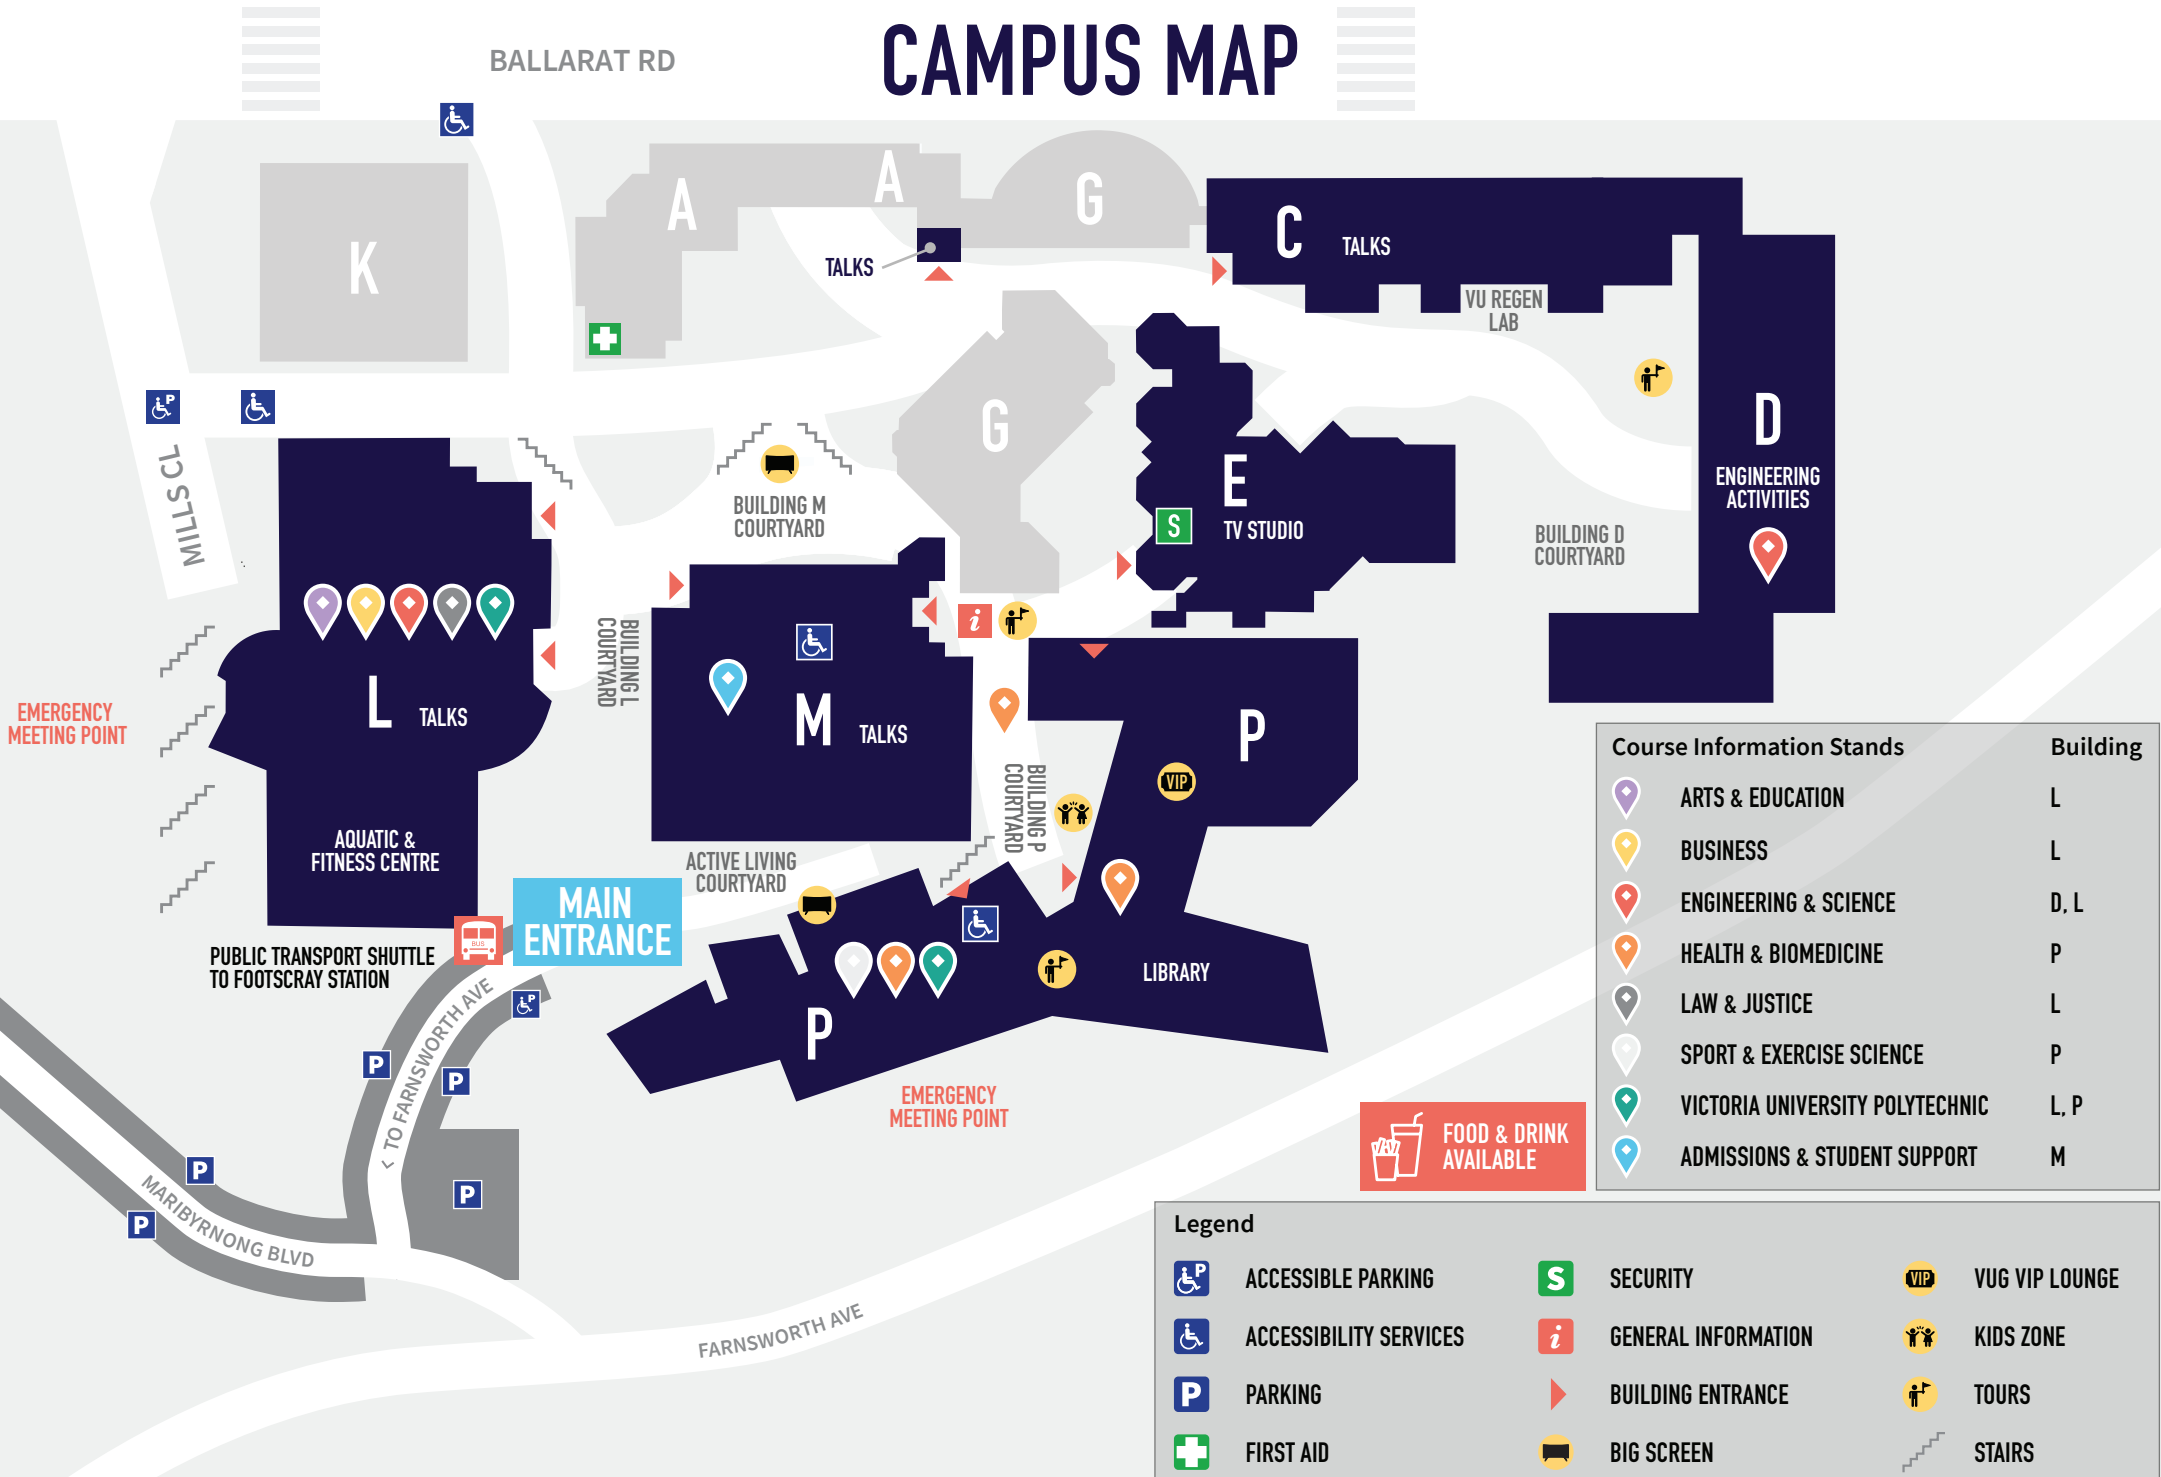 CAMPUS MAP
BALLARAT RD
A
A
G
K
C
TALKS
TALKS
VU REGEN
LAB
P
MILLS CL
G
D
ENGINEERING
ACTIVITIES
E
TV STUDIO
S
BUILDING M
COURTYARD
BUILDING D
COURTYARD
BUILDING L
COURTYARD
i
L
TALKS
M
TALKS
P
EMERGENCY
MEETING POINT
VIP
BUILDING P
COURTYARD
AQUATIC &
FITNESS CENTRE
ACTIVE LIVING
COURTYARD
MAIN
ENTRANCE
BUS
PUBLIC TRANSPORT SHUTTLE
TO FOOTSCRAY STATION
LIBRARY
P
P
< TO FARNSWORTH AVE
P
P
P
P
P
EMERGENCY
MEETING POINT
MARIBYRNONG BLVD
FARNSWORTH AVE
FOOD & DRINK
AVAILABLE
Course Information Stands Building
ARTS & EDUCATION L
BUSINESS L
ENGINEERING & SCIENCE D, L
HEALTH & BIOMEDICINE P
LAW & JUSTICE L
SPORT & EXERCISE SCIENCE P
VICTORIA UNIVERSITY POLYTECHNIC L, P
ADMISSIONS & STUDENT SUPPORT M
Legend
P ACCESSIBLE PARKING
ACCESSIBILITY SERVICES
P PARKING
FIRST AID
S SECURITY
i GENERAL INFORMATION
BUILDING ENTRANCE
BIG SCREEN
VIP VUG VIP LOUNGE
KIDS ZONE
TOURS
STAIRS